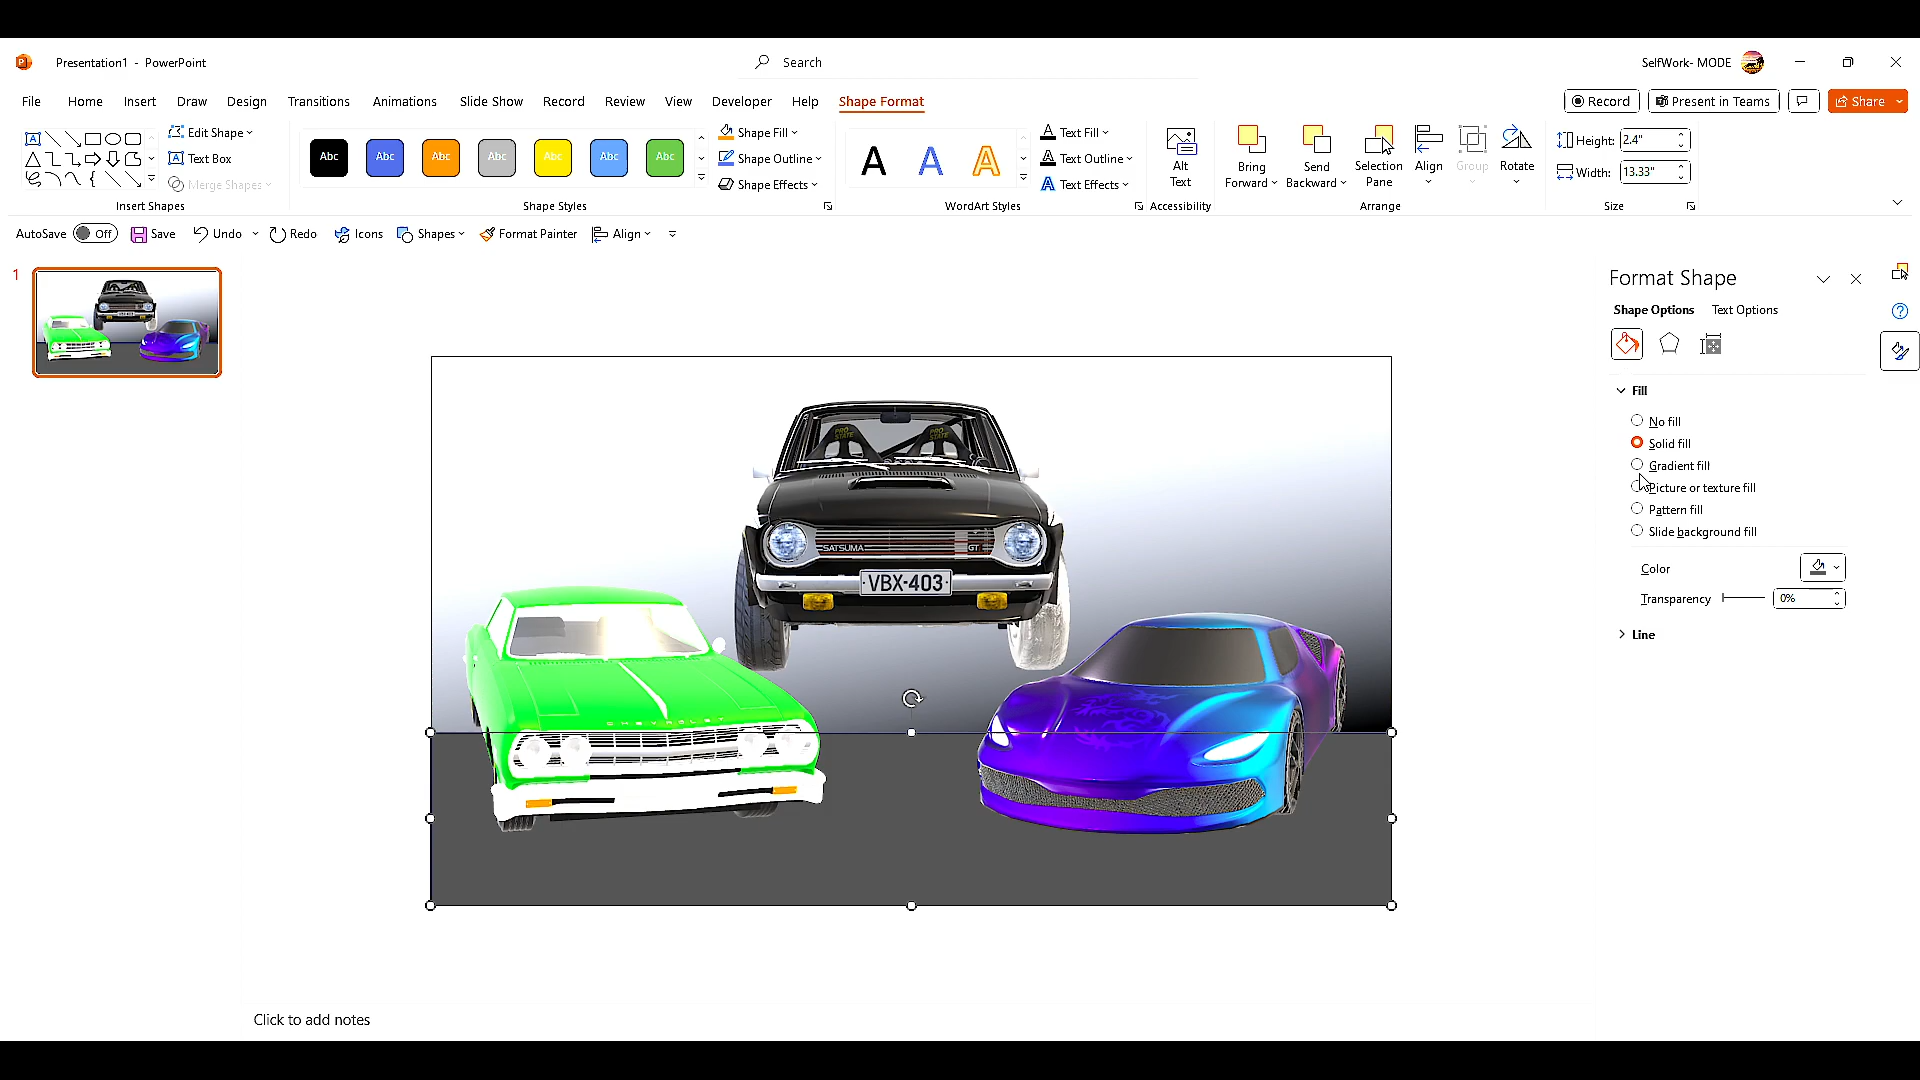 Presentation1 - PowerPoint
Search
SelfWork- MODE
File Home Insert Draw Design Transitions Animations Slide Show Record Review View Developer Help Shape Format
Record Present in Teams Share
Edit Shape
Text Box
Merge Shapes
Insert Shapes
Abc Abc Abc Abc Abc Abc Abc
Shape Fill
Shape Outline
Shape Effects
Shape Styles
A A A
Text Fill
Text Outline
Text Effects
WordArt Styles
Alt Text
Accessibility
Bring Forward
Send Backward
Selection Pane
Align
Group
Rotate
Arrange
Height: 2.4"
Width: 13.33"
Size
AutoSave Off Save Undo Redo Icons Shapes Format Painter Align
1
PRO STATE PRO STATE
SATSUMA GT
VBX-403
CHEVROLET
Format Shape
Shape Options Text Options
Fill
No fill
Solid fill
Gradient fill
Picture or texture fill
Pattern fill
Slide background fill
Color
Transparency 0%
Line
Click to add notes